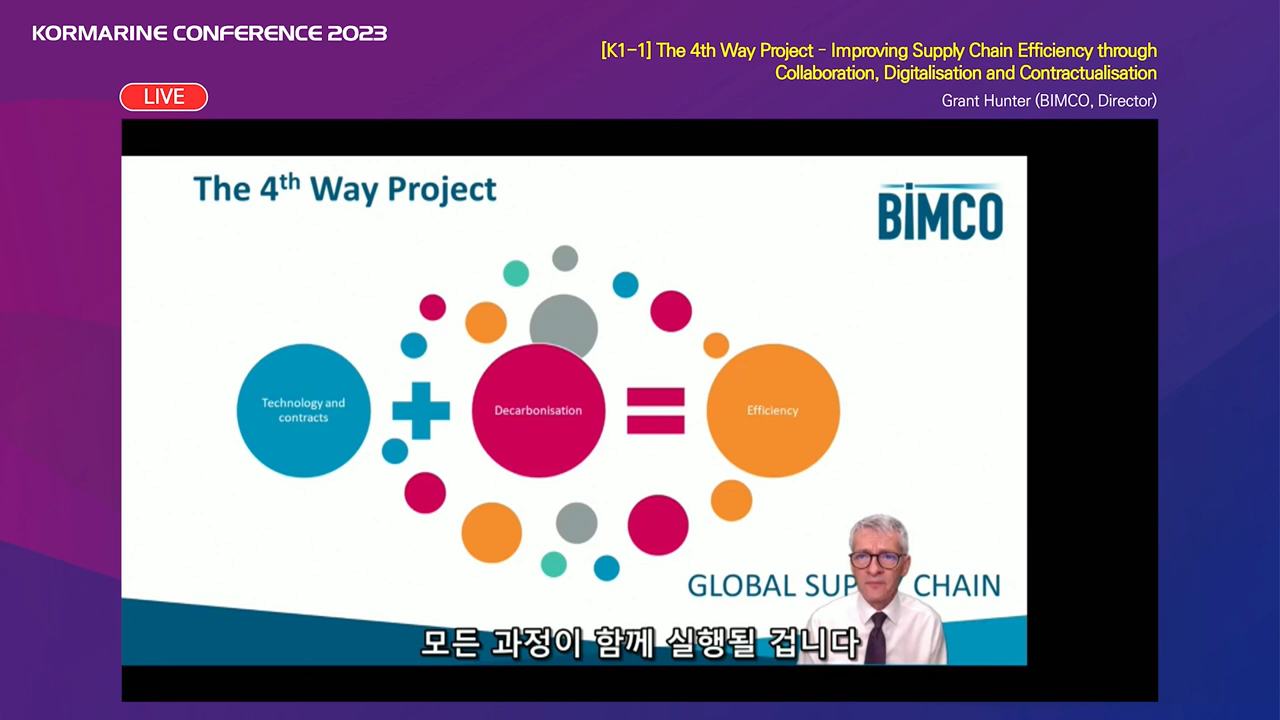 KORMARINE CONFERENCE 2023
[K1-1] The 4th Way Project - Improving Supply Chain Efficiency through
Collaboration, Digitalisation and Contractualisation
LIVE
Grant Hunter (BIMCO, Director)
The 4th Way Project
BIMCO
Technology and
contracts
Decarbonisation
Efficiency
GLOBAL SUP CHAIN
모든 과정이 함께 실행될 겁니다